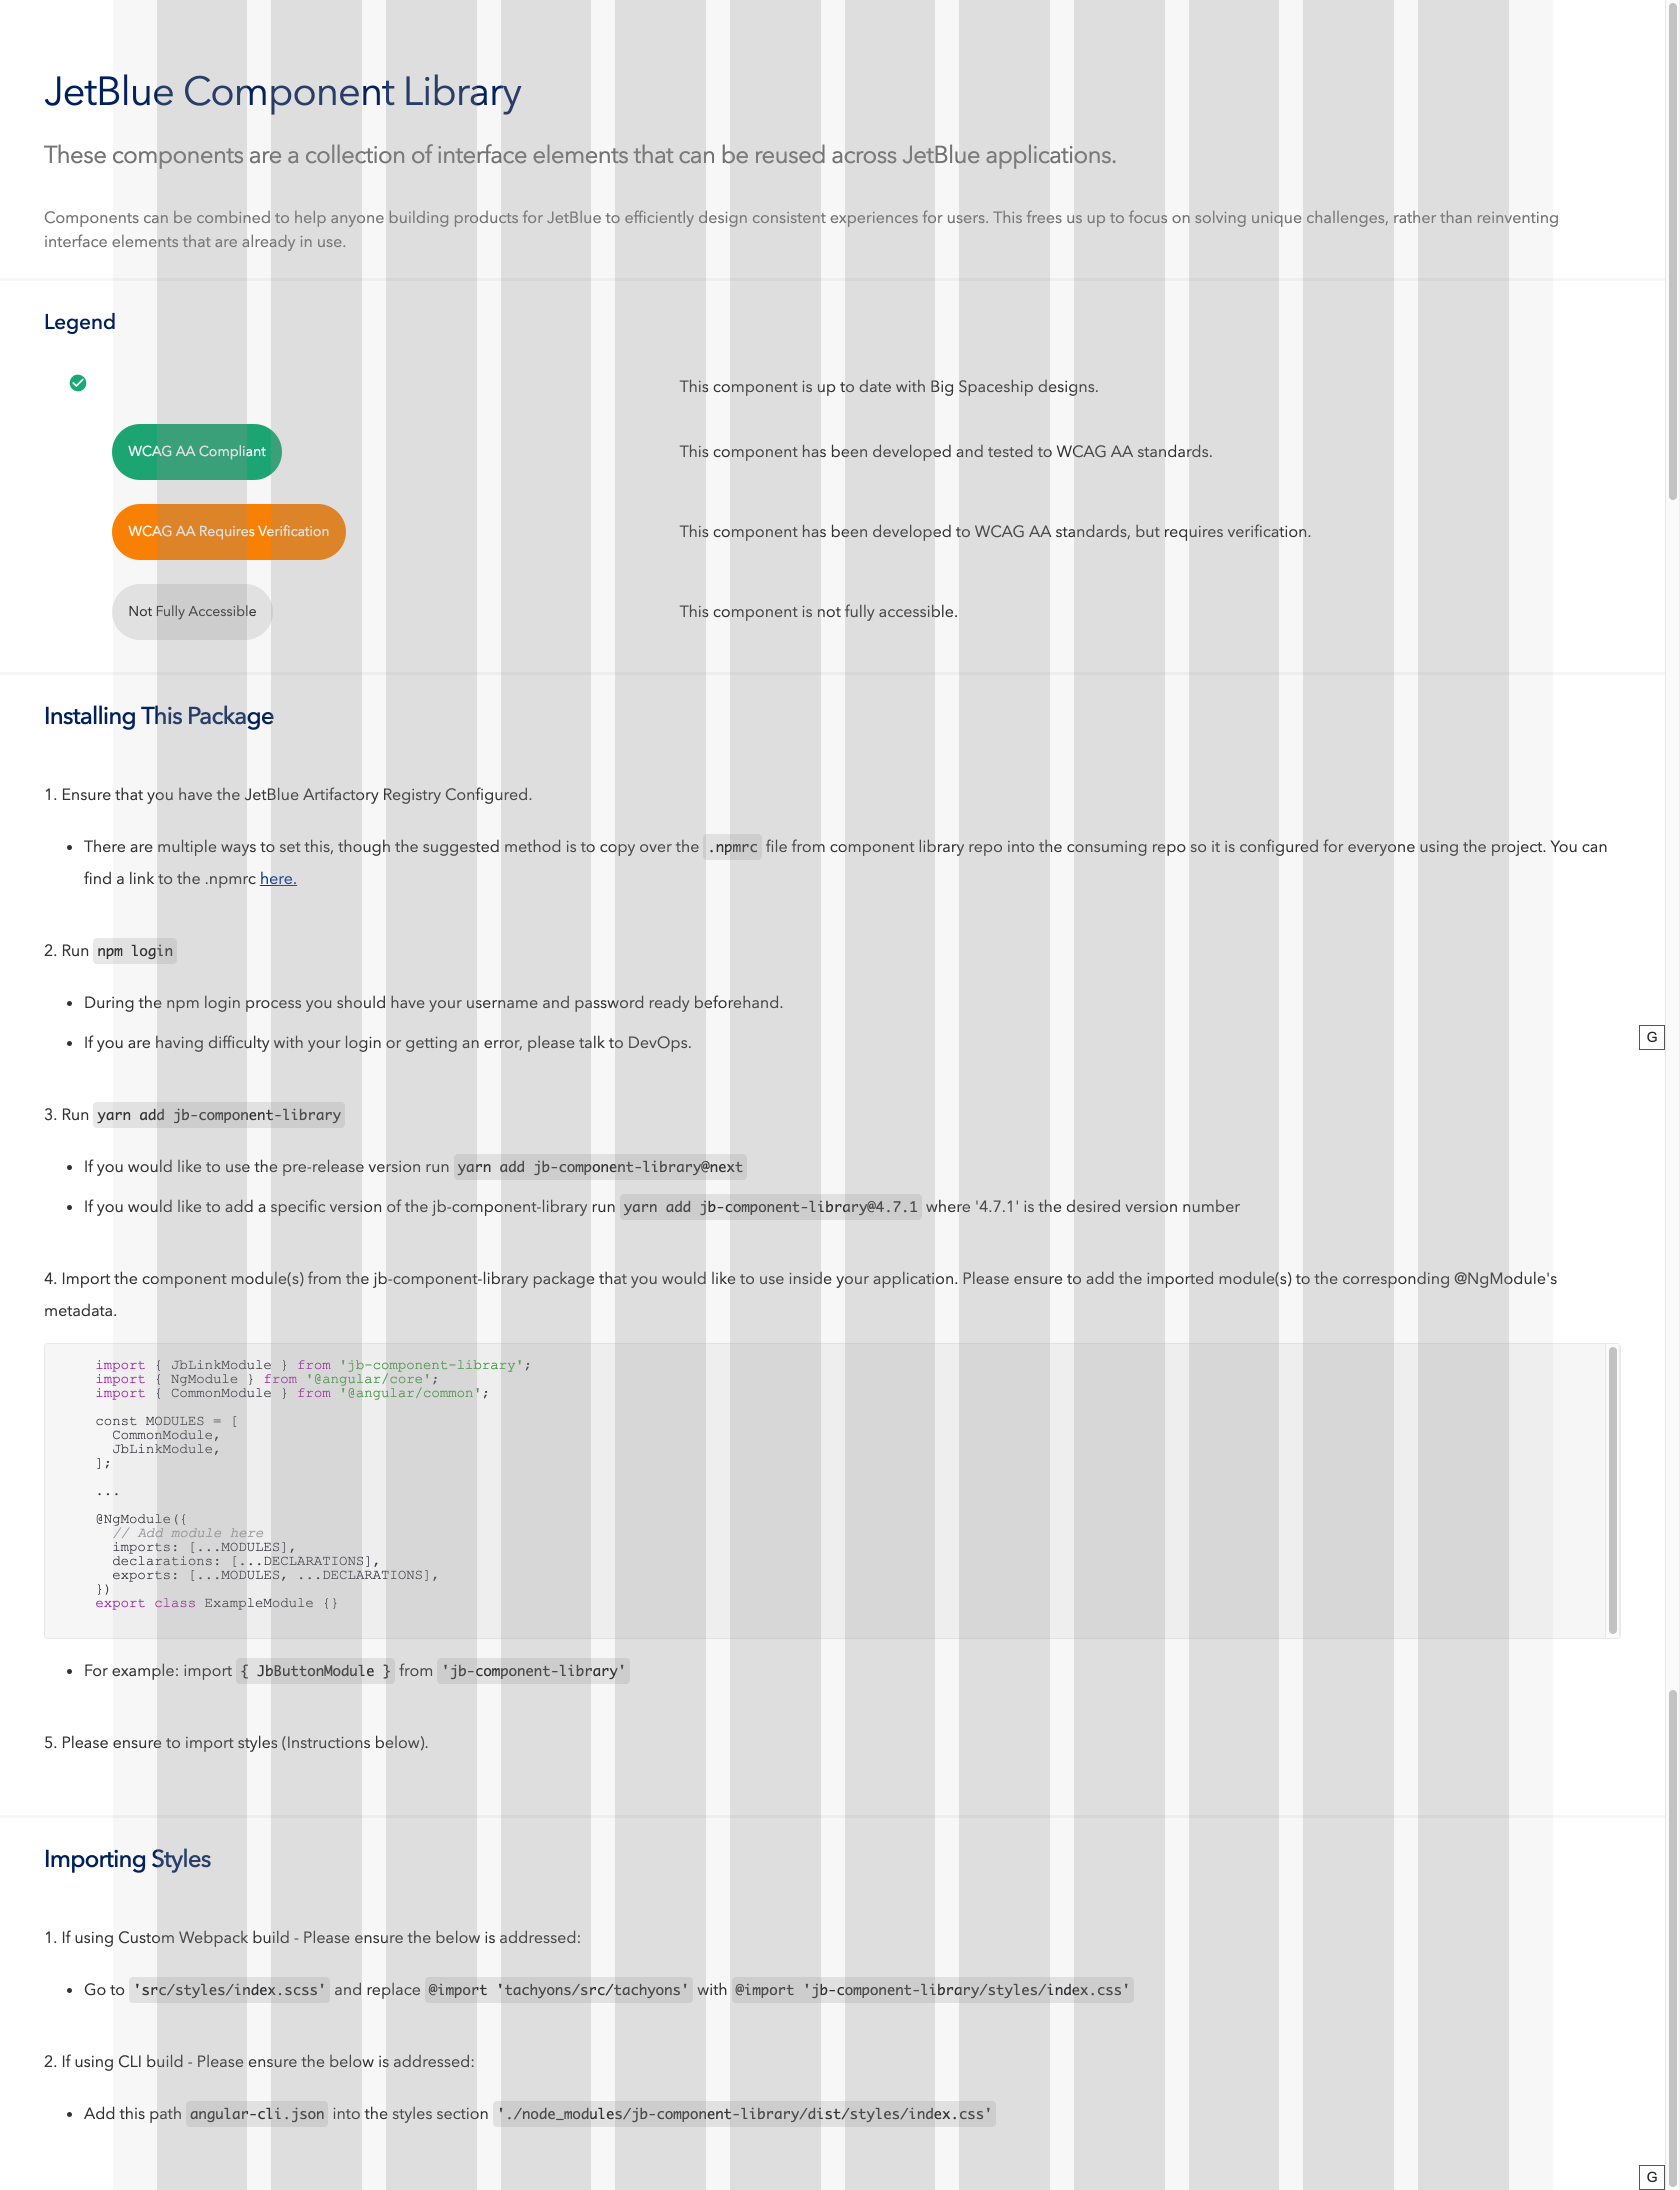 JetBlue Component Library
These components are a collection of interface elements that can be reused across JetBlue applications.
Components can be combined to help anyone building products for JetBlue to efficiently design consistent experiences for users. This frees us up to focus on solving unique challenges, rather than reinventing
interface elements that are already in use.
Legend
This component is up to date with Big Spaceship designs.
WCAG AA Compliant
This component has been developed and tested to WCAG AA standards.
WCAG AA Requires Verification
This component has been developed to WCAG AA standards, but requires verification.
Not Fully Accessible
This component is not fully accessible.
Installing This Package
1. Ensure that you have the JetBlue Artifactory Registry Configured.
• There are multiple ways to set this, though the suggested method is to copy over the .npmrc file from component library repo into the consuming repo so it is configured for everyone using the project. You can
find a link to the .npmrc here.
2. Run npm login
• During the npm login process you should have your username and password ready beforehand.
• If you are having difficulty with your login or getting an error, please talk to DevOps.
G
3. Run yarn add jb-component-library
• If you would like to use the pre-release version run yarn add jb-component-library@next
• If you would like to add a specific version of the jb-component-library run yarn add jb-component-library@4.7.1 where '4.7.1' is the desired version number
4. Import the component module(s) from the jb-component-library package that you would like to use inside your application. Please ensure to add the imported module(s) to the corresponding @NgModule's
metadata.
import { JbLinkModule } from 'jb-component-library';
import { NgModule } from '@angular/core';
import { CommonModule } from '@angular/common';
const MODULES = [
CommonModule,
JbLinkModule,
];
...
@NgModule({
// Add module here
imports: [...MODULES],
declarations: [...DECLARATIONS],
exports: [...MODULES, ...DECLARATIONS],
})
export class ExampleModule {}
• For example: import { JbButtonModule } from 'jb-component-library'
5. Please ensure to import styles (Instructions below).
Importing Styles
1. If using Custom Webpack build - Please ensure the below is addressed:
• Go to 'src/styles/index.scss' and replace @import 'tachyons/src/tachyons' with @import 'jb-component-library/styles/index.css'
2. If using CLI build - Please ensure the below is addressed:
• Add this path angular-cli.json into the styles section './node_modules/jb-component-library/dist/styles/index.css'
G